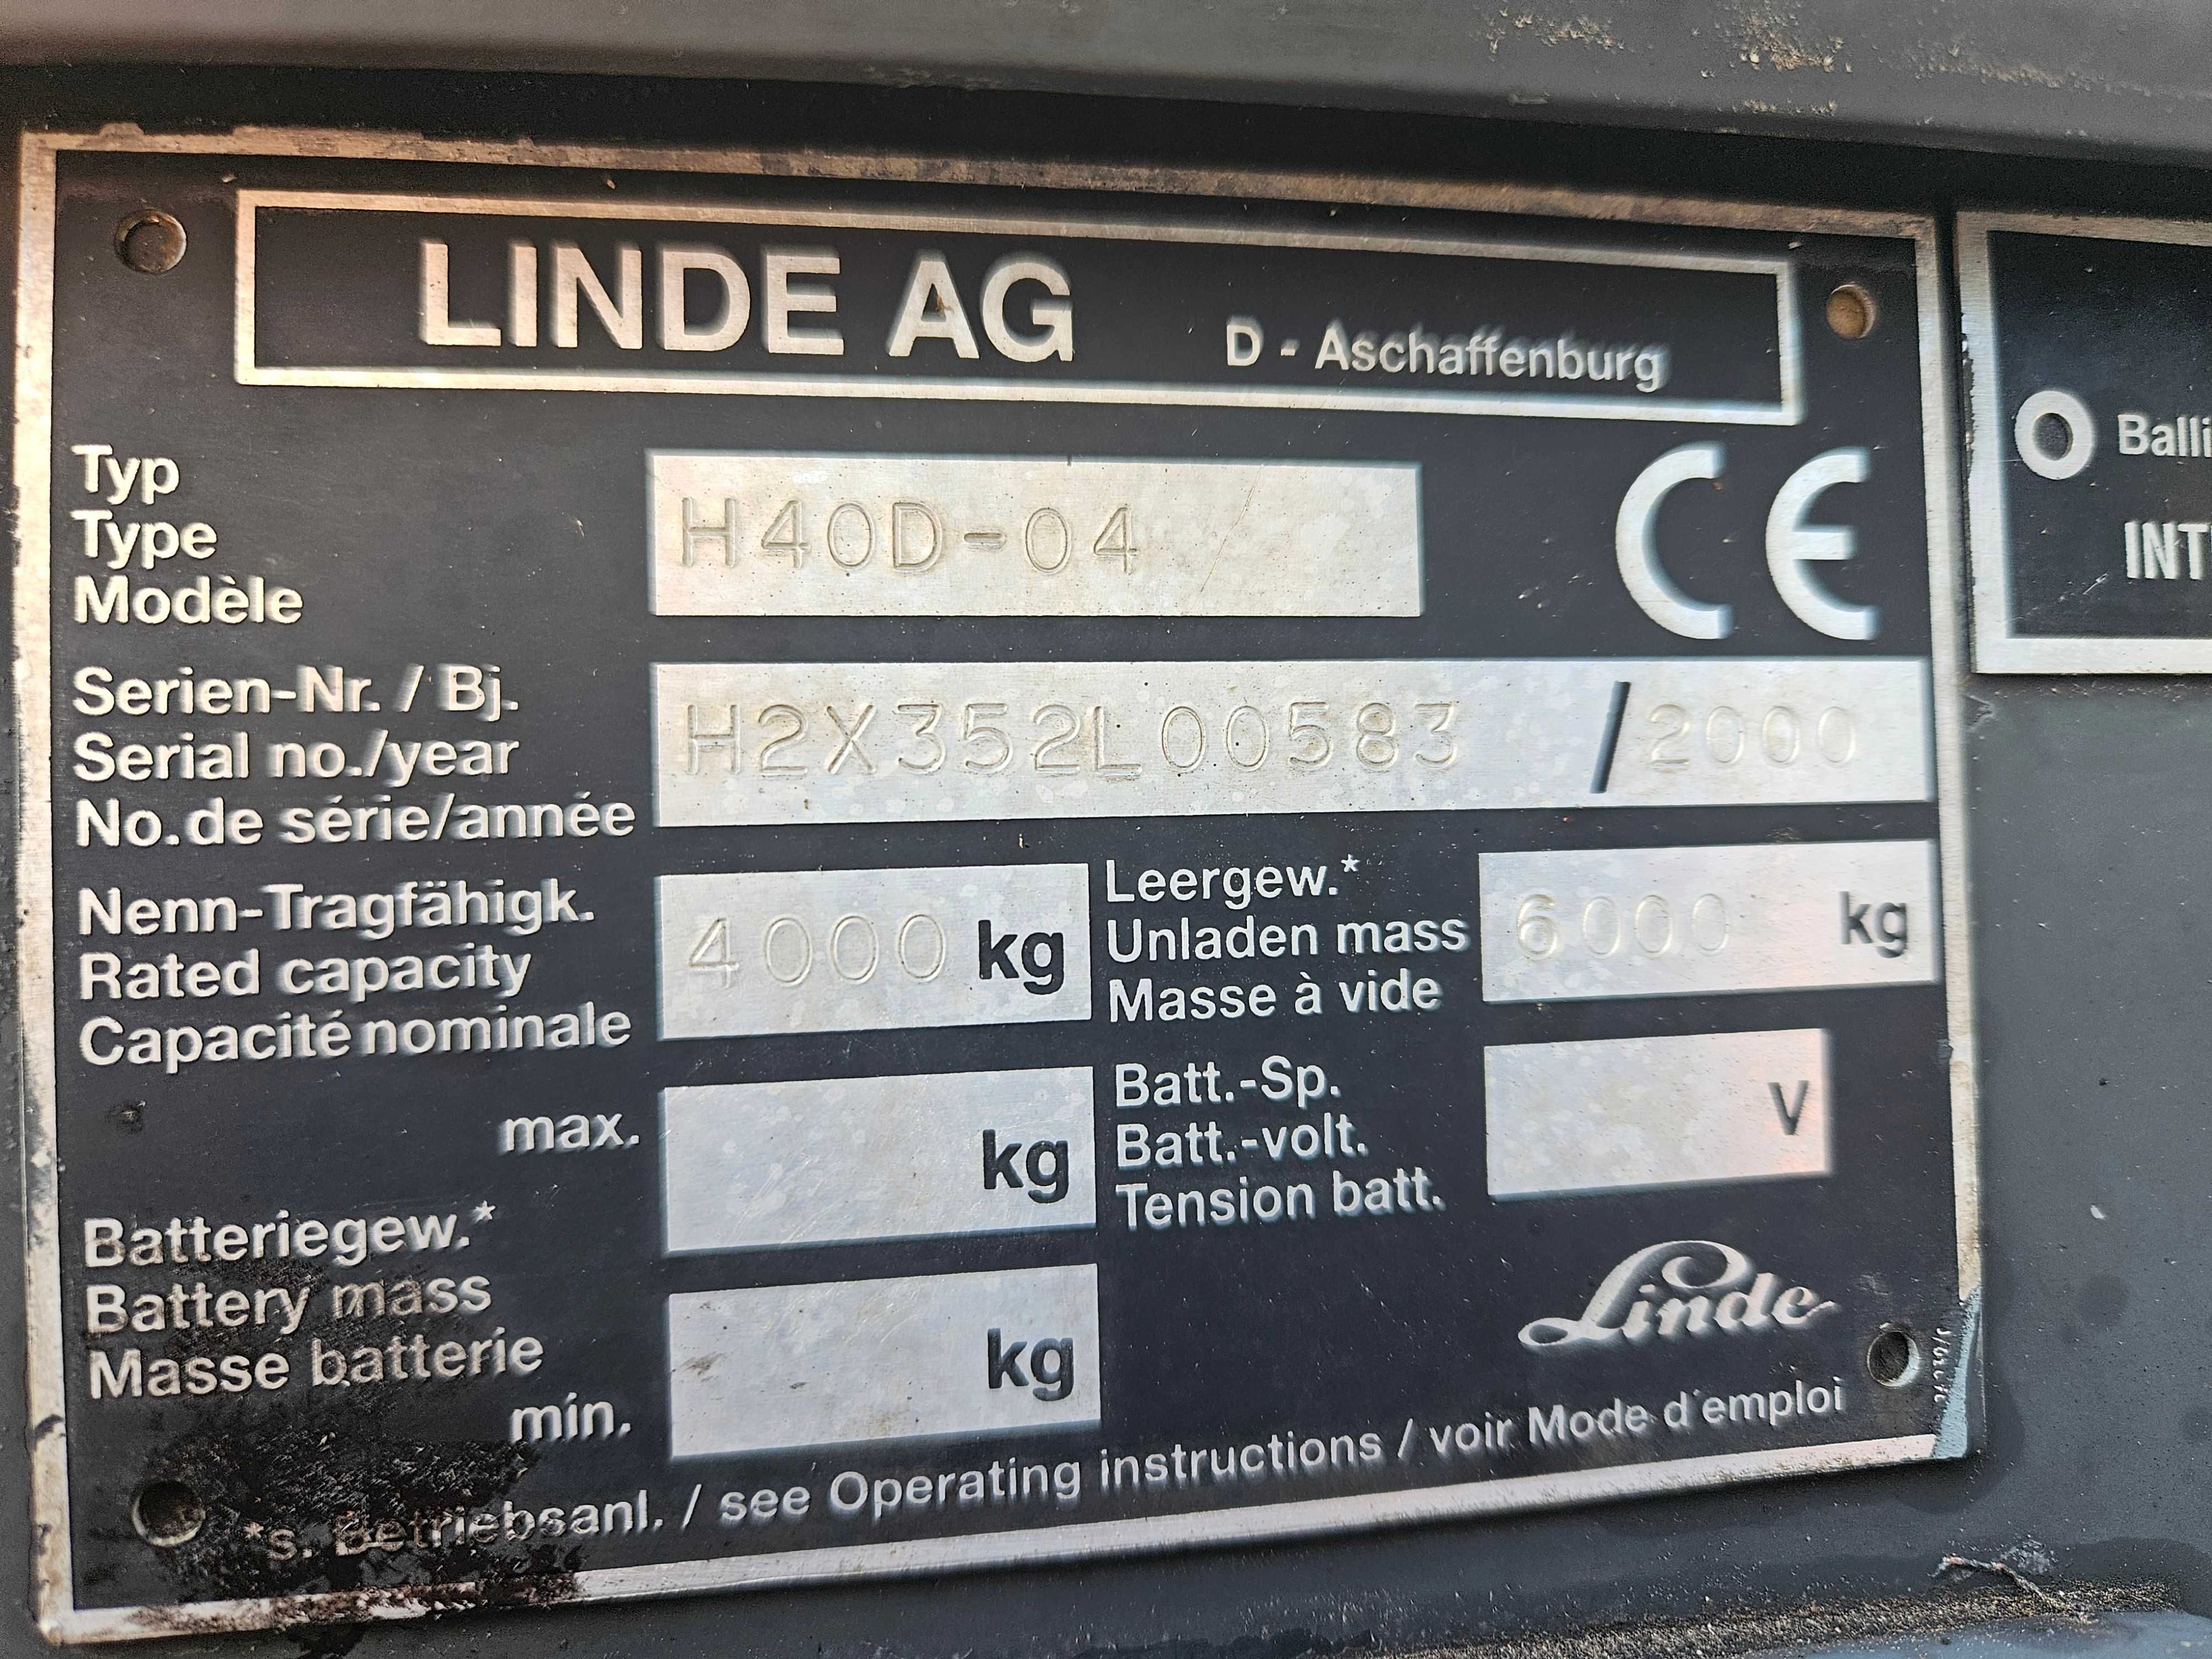 LINDE AG D - Aschaffenburg
Typ
Type
Modèle
H40D-04
CE
Serien-Nr. / Bj.
Serial no./year
No. de série/année
H2X352L00583 / 2000
Nenn-Tragfähigk.
Rated capacity
Capacité nominale
4000 kg
Leergew.*
Unladen mass
Masse à vide
6000 kg
max.
kg
Batt.-Sp.
Batt.-volt.
Tension batt.
V
Batteriegew.*
Battery mass
Masse batterie
min.
kg
Linde
*s. Betriebsanl. / see Operating instructions / voir Mode d'emploi
Balli
INT